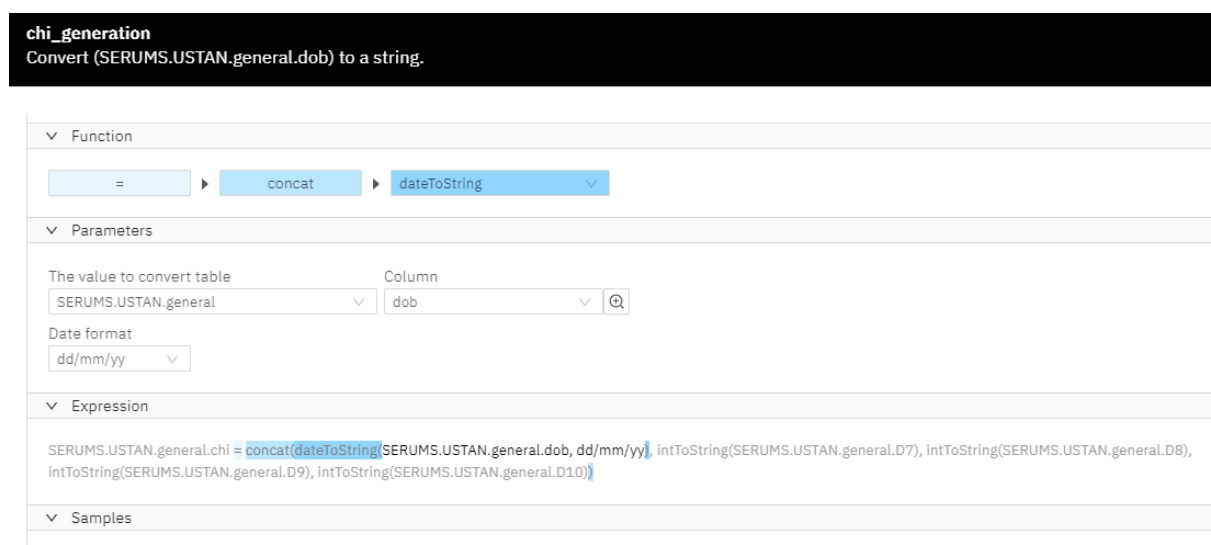 chi_generation
Convert (SERUMS.USTAN.general.dob) to a string.
Function
= concat dateToString
Parameters
The value to convert table Column
SERUMS.USTAN.general dob
Date format
dd/mm/yy
Expression
SERUMS.USTAN.general.chi = concat(dateToString(SERUMS.USTAN.general.dob, dd/mm/yy), intToString(SERUMS.USTAN.general.D7), intToString(SERUMS.USTAN.general.D8),
intToString(SERUMS.USTAN.general.D9), intToString(SERUMS.USTAN.general.D10))
Samples